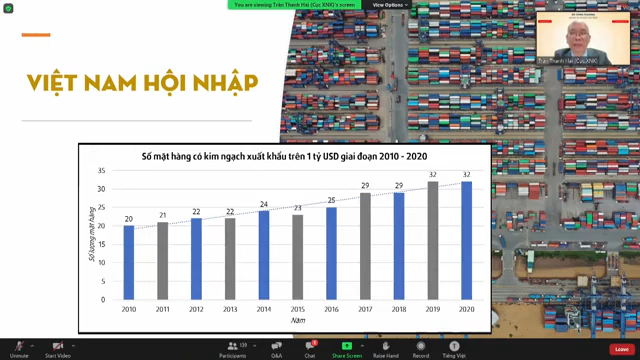 You are viewing Trần Thanh Hải (Cục XNK)'s screen
View Options
Trần Thanh Hải (Cục XNK)
VIỆT NAM HỘI NHẬP
Số mặt hàng có kim ngạch xuất khẩu trên 1 tỷ USD giai đoạn 2010 - 2020
Số lượng mặt hàng
35
30
25
20
15
10
5
0
20 21 22 22 24 23 25 29 29 32 32
2010 2011 2012 2013 2014 2015 2016 2017 2018 2019 2020
Năm
Unmute
Start Video
139
Participants
Q&A
Chat
Share Screen
Raise Hand
Record
Tiếng Việt
Leave